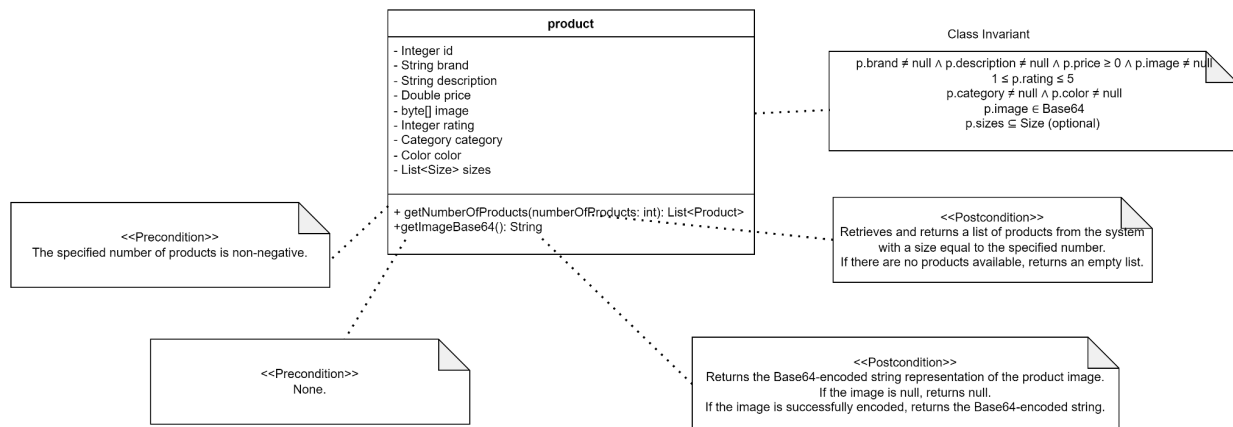 product
- Integer id
- String brand
- String description
- Double price
- byte[] image
- Integer rating
- Category category
- Color color
- List<Size> sizes
+ getNumberOfProducts(numberOfProducts: int): List<Product>
+getImageBase64(): String
Class Invariant
p.brand ≠ null ∧ p.description ≠ null ∧ p.price ≥ 0 ∧ p.image ≠ null
1 ≤ p.rating ≤ 5
p.category ≠ null ∧ p.color ≠ null
p.image ∈ Base64
p.sizes ⊆ Size (optional)
<<Precondition>>
The specified number of products is non-negative.
<<Postcondition>>
Retrieves and returns a list of products from the system
with a size equal to the specified number.
If there are no products available, returns an empty list.
<<Precondition>>
None.
<<Postcondition>>
Returns the Base64-encoded string representation of the product image.
If the image is null, returns null.
If the image is successfully encoded, returns the Base64-encoded string.